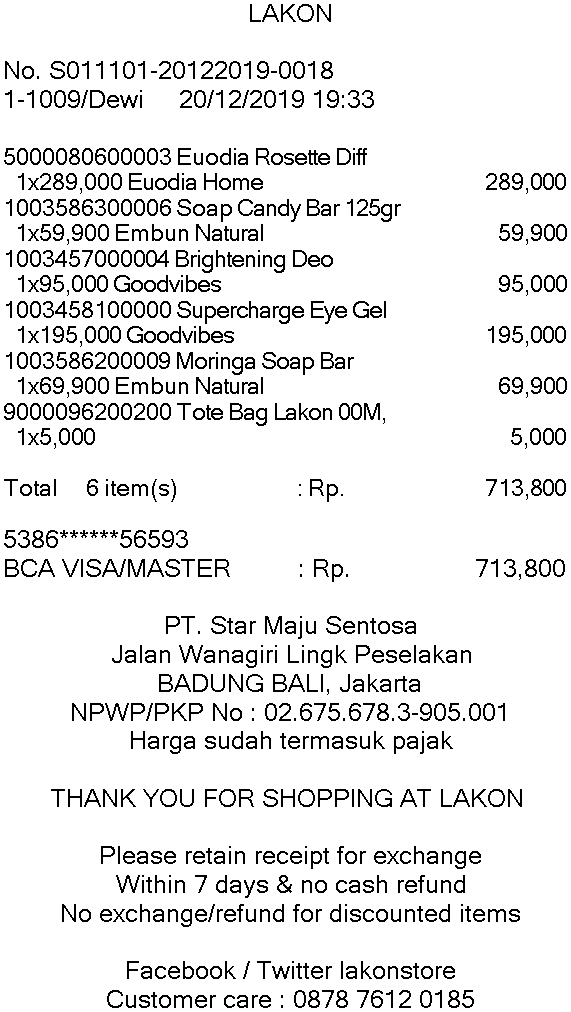 LAKON
No. S011101-20122019-0018
1-1009/Dewi 20/12/2019 19:33
5000080600003 Euodia Rosette Diff
1x289,000 Euodia Home 289,000
1003586300006 Soap Candy Bar 125gr
1x59,900 Embun Natural 59,900
1003457000004 Brightening Deo
1x95,000 Goodvibes 95,000
1003458100000 Supercharge Eye Gel
1x195,000 Goodvibes 195,000
1003586200009 Moringa Soap Bar
1x69,900 Embun Natural 69,900
9000096200200 Tote Bag Lakon 00M,
1x5,000 5,000
Total 6 item(s) : Rp. 713,800
5386******56593
BCA VISA/MASTER : Rp. 713,800
PT. Star Maju Sentosa
Jalan Wanagiri Lingk Peselakan
BADUNG BALI, Jakarta
NPWP/PKP No : 02.675.678.3-905.001
Harga sudah termasuk pajak
THANK YOU FOR SHOPPING AT LAKON
Please retain receipt for exchange
Within 7 days & no cash refund
No exchange/refund for discounted items
Facebook / Twitter lakonstore
Customer care : 0878 7612 0185